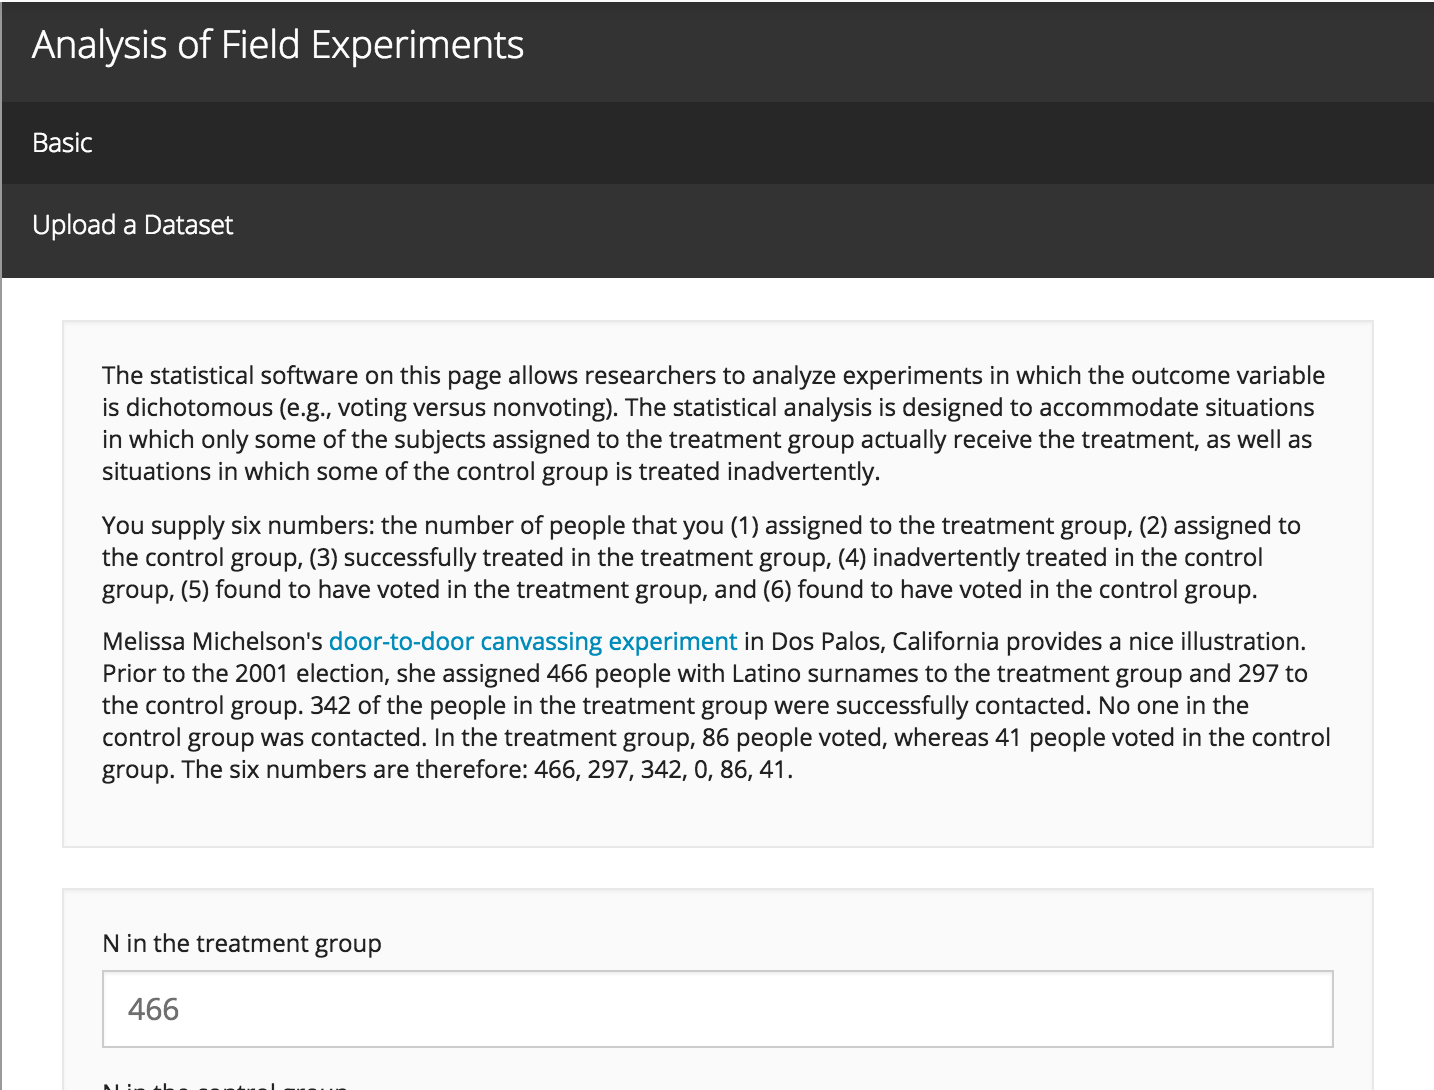 Analysis of Field Experiments
Basic
Upload a Dataset
The statistical software on this page allows researchers to analyze experiments in which the outcome variable
is dichotomous (e.g., voting versus nonvoting). The statistical analysis is designed to accommodate situations
in which only some of the subjects assigned to the treatment group actually receive the treatment, as well as
situations in which some of the control group is treated inadvertently.
You supply six numbers: the number of people that you (1) assigned to the treatment group, (2) assigned to
the control group, (3) successfully treated in the treatment group, (4) inadvertently treated in the control
group, (5) found to have voted in the treatment group, and (6) found to have voted in the control group.
Melissa Michelson's door-to-door canvassing experiment in Dos Palos, California provides a nice illustration.
Prior to the 2001 election, she assigned 466 people with Latino surnames to the treatment group and 297 to
the control group. 342 of the people in the treatment group were successfully contacted. No one in the
control group was contacted. In the treatment group, 86 people voted, whereas 41 people voted in the control
group. The six numbers are therefore: 466, 297, 342, 0, 86, 41.
N in the treatment group
466
N in the control group